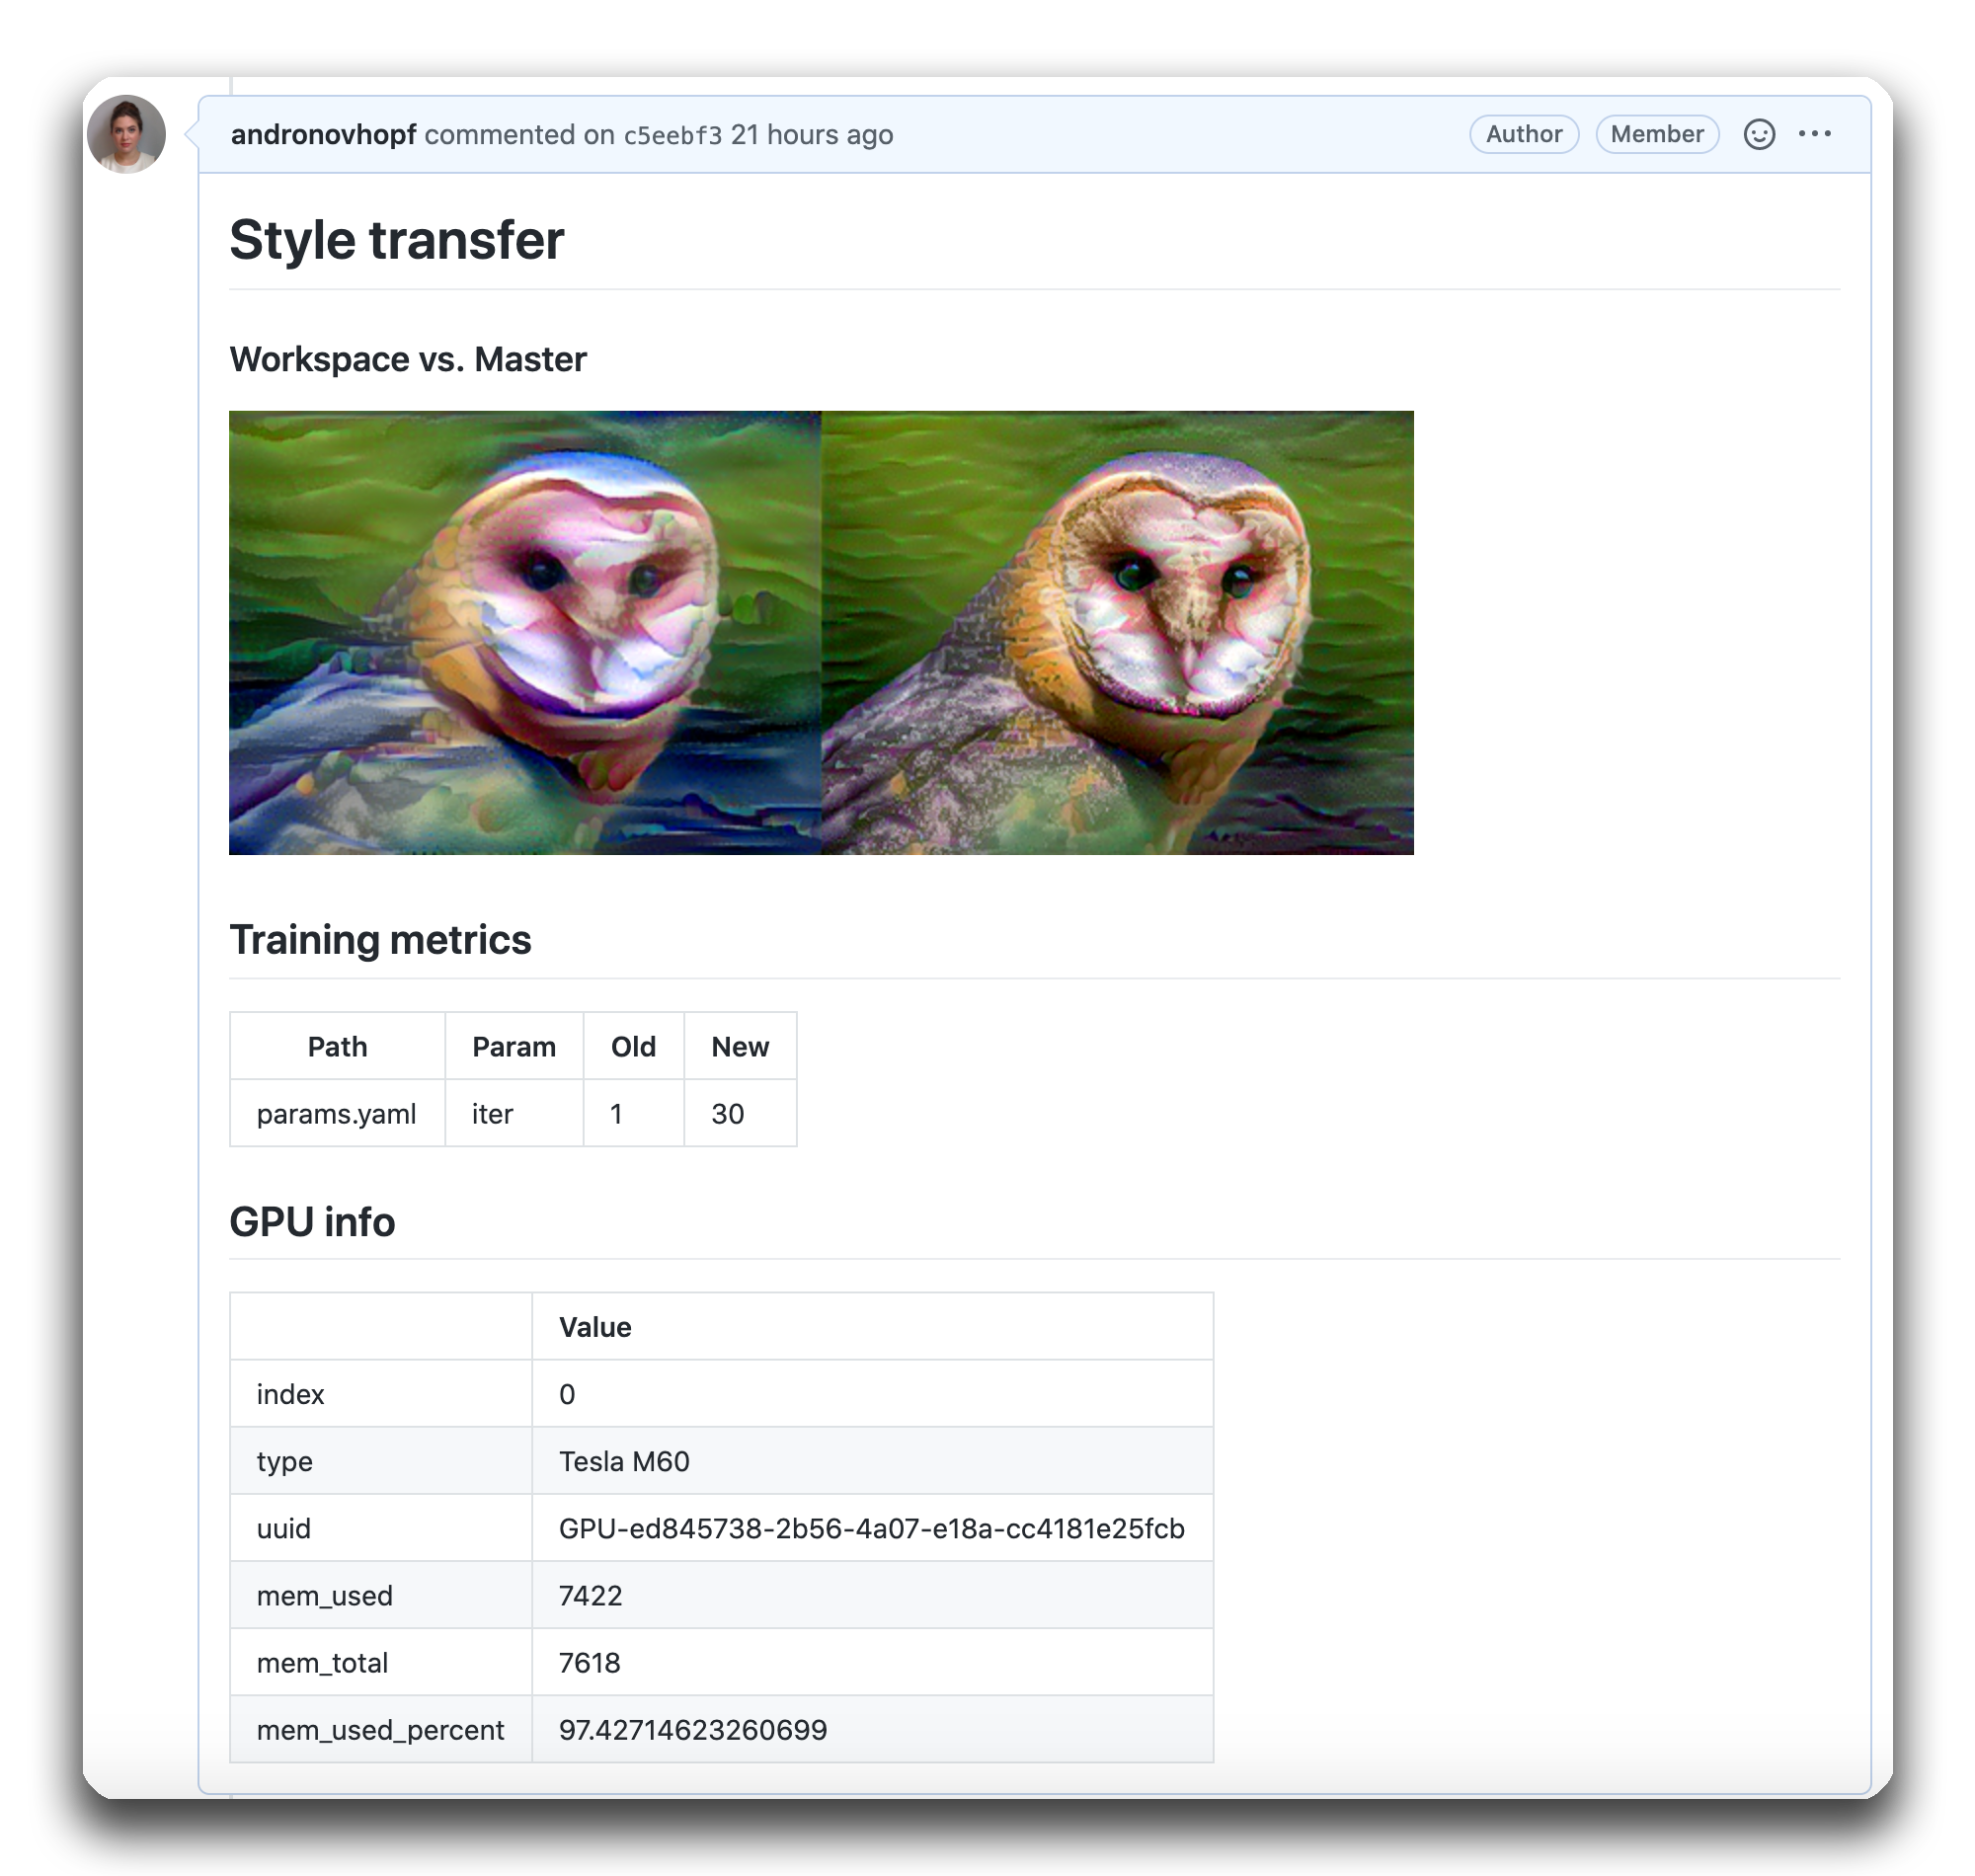 andronovhopf commented on c5eebf3 21 hours ago Author Member
Style transfer
Workspace vs. Master
Training metrics
Path Param Old New
params.yaml iter 1 30
GPU info
Value
index 0
type Tesla M60
uuid GPU-ed845738-2b56-4a07-e18a-cc4181e25fcb
mem_used 7422
mem_total 7618
mem_used_percent 97.42714623260699